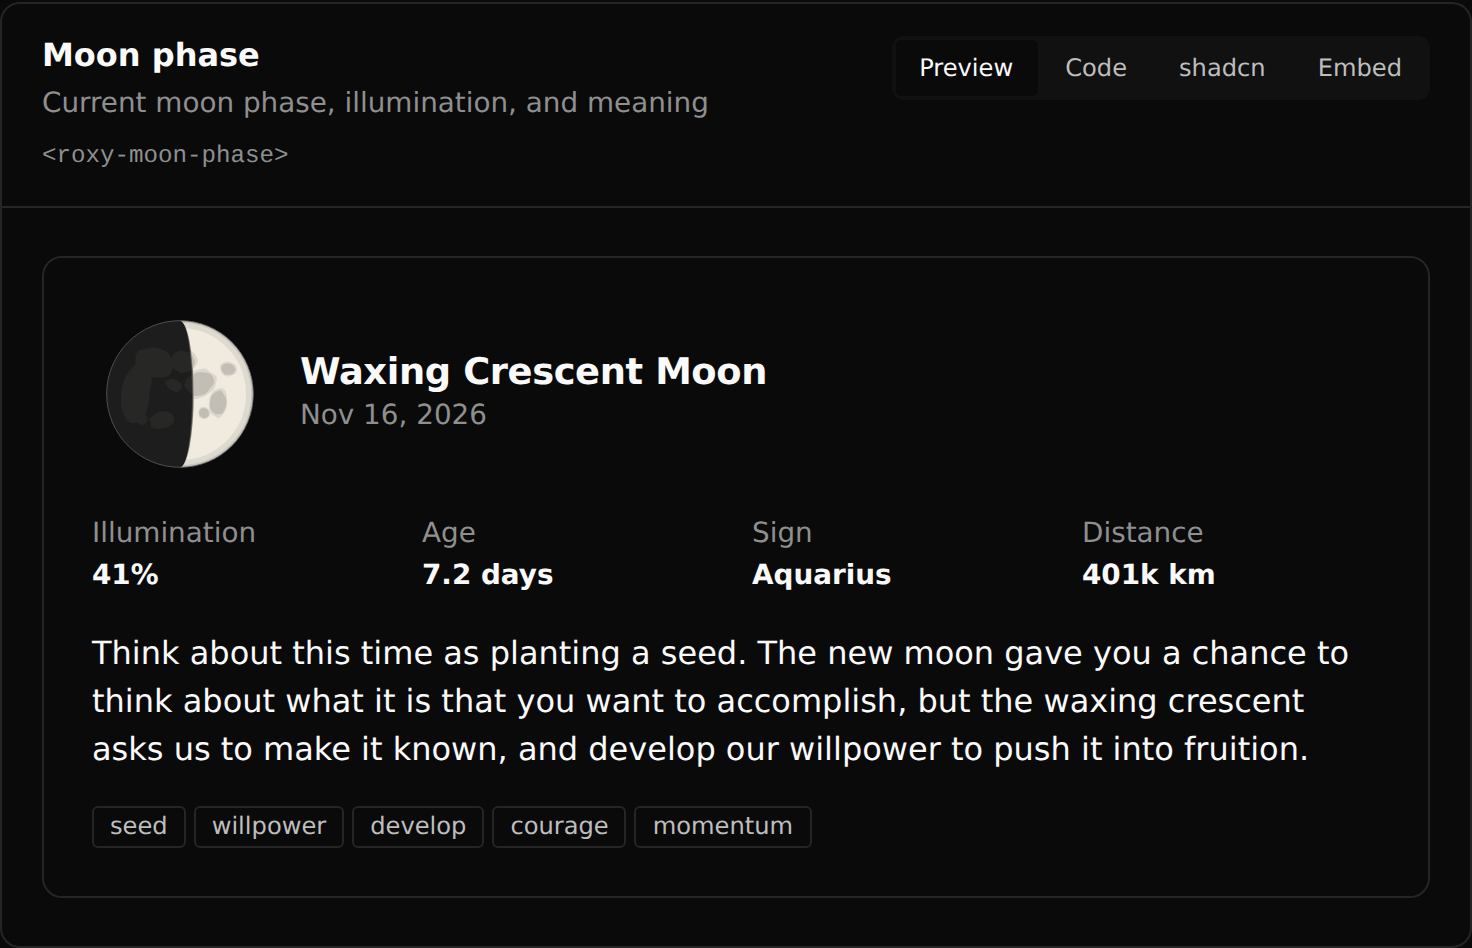 Moon phase
Current moon phase, illumination, and meaning
<roxy-moon-phase>
Preview Code shadcn Embed
Waxing Crescent Moon
Nov 16, 2026
Illumination Age Sign Distance
41% 7.2 days Aquarius 401k km
Think about this time as planting a seed. The new moon gave you a chance to
think about what it is that you want to accomplish, but the waxing crescent
asks us to make it known, and develop our willpower to push it into fruition.
seed willpower develop courage momentum